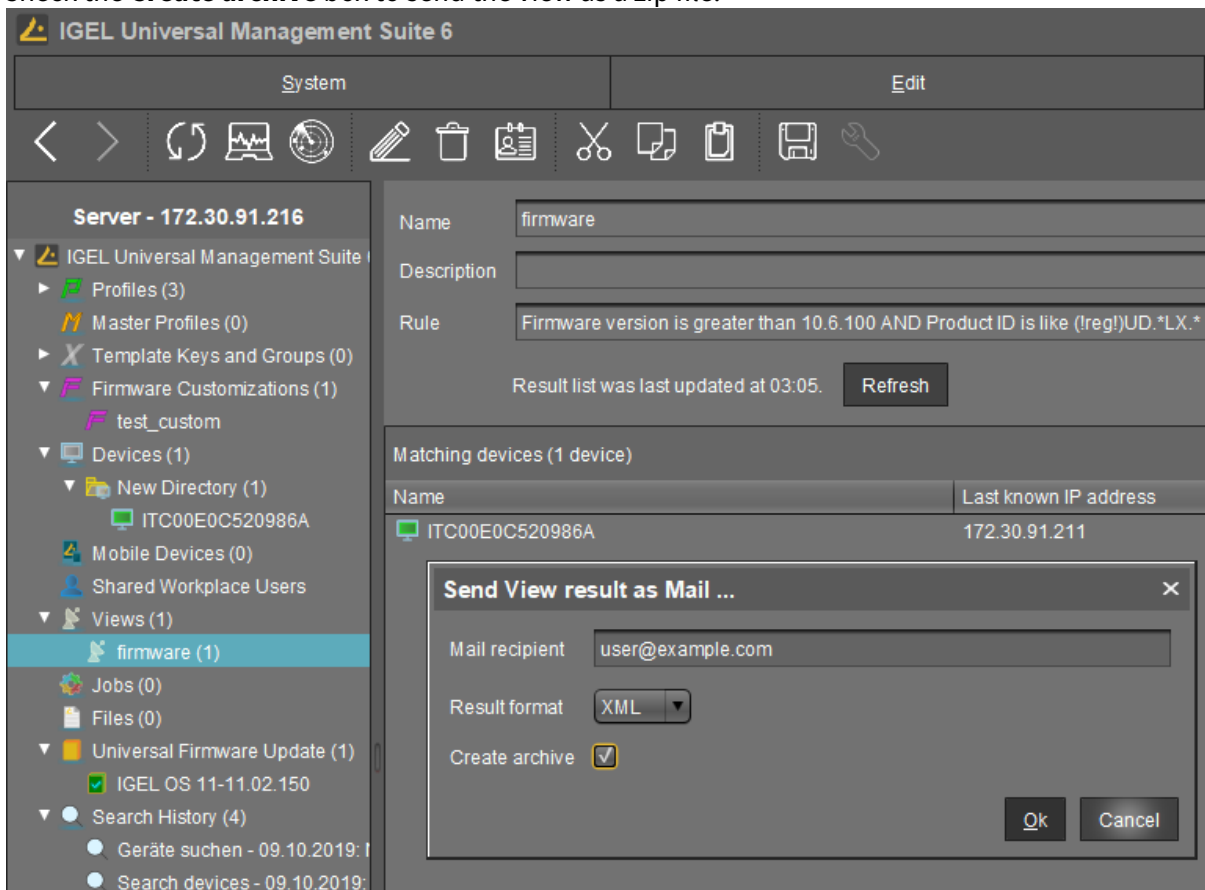 IGEL Universal Management Suite 6
System
Edit
Server - 172.30.91.216
IGEL Universal Management Suite
Profiles (3)
Master Profiles (0)
Template Keys and Groups (0)
Firmware Customizations (1)
test_custom
Devices (1)
New Directory (1)
ITC00E0C520986A
Mobile Devices (0)
Shared Workplace Users
Views (1)
firmware (1)
Jobs (0)
Files (0)
Universal Firmware Update (1)
IGEL OS 11-11.02.150
Search History (4)
Geräte suchen - 09.10.2019:
Search devices - 09.10.2019:
Name firmware
Description
Rule Firmware version is greater than 10.6.100 AND Product ID is like (!reg!)UD.*LX.*
Result list was last updated at 03:05. Refresh
Matching devices (1 device)
Name Last known IP address
ITC00E0C520986A 172.30.91.211
Send View result as Mail ...
Mail recipient user@example.com
Result format XML
Create archive
Ok Cancel